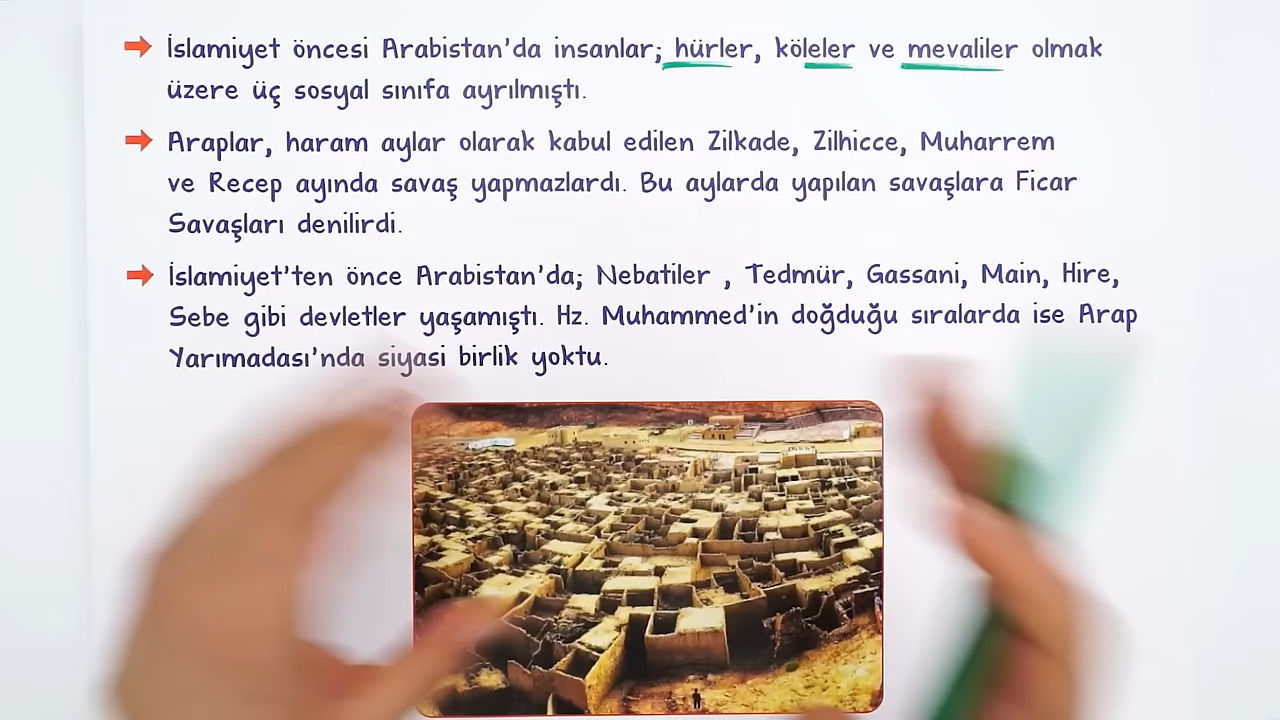 İslamiyet öncesi Arabistan'da insanlar; hürler, köleler ve mevaliler olmak
üzere üç sosyal sınıfa ayrılmıştı.
Araplar, haram aylar olarak kabul edilen Zilkade, Zilhicce, Muharrem
ve Recep ayında savaş yapmazlardı. Bu aylarda yapılan savaşlara Ficar
Savaşları denilirdi.
İslamiyet'ten önce Arabistan'da; Nebatiler , Tedmür, Gassani, Main, Hire,
Sebe gibi devletler yaşamıştı. Hz. Muhammed'in doğduğu sıralarda ise Arap
Yarımadası'nda siyasi birlik yoktu.